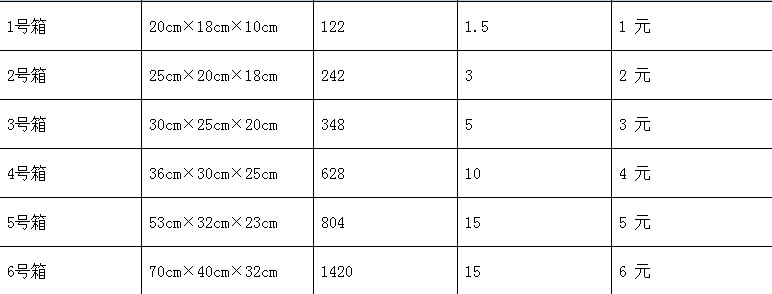 1号箱 20cm×18cm×10cm 122 1.5 1 元
2号箱 25cm×20cm×18cm 242 3 2 元
3号箱 30cm×25cm×20cm 348 5 3 元
4号箱 36cm×30cm×25cm 628 10 4 元
5号箱 53cm×32cm×23cm 804 15 5 元
6号箱 70cm×40cm×32cm 1420 15 6 元